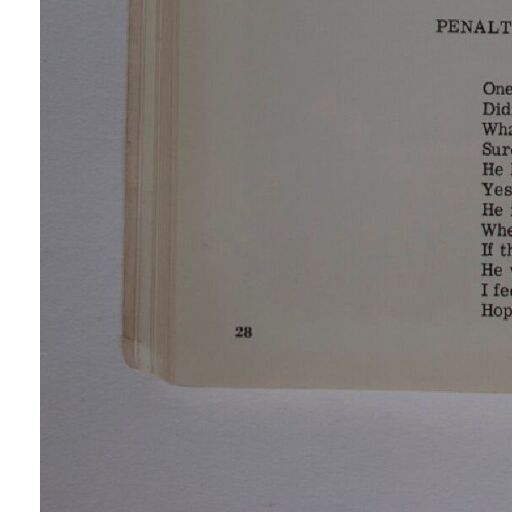 PENALT
One
Did
Wha
Sure
He
Yes
He
Whe
If th
He
I fee
Hop
28